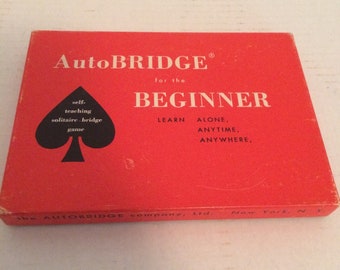 AutoBRIDGE®
for the
BEGINNER
self-
teaching
solitaire bridge
game
LEARN ALONE,
ANYTIME,
ANYWHERE,
the AUTOBRIDGE company, Ltd. New York, N. Y.